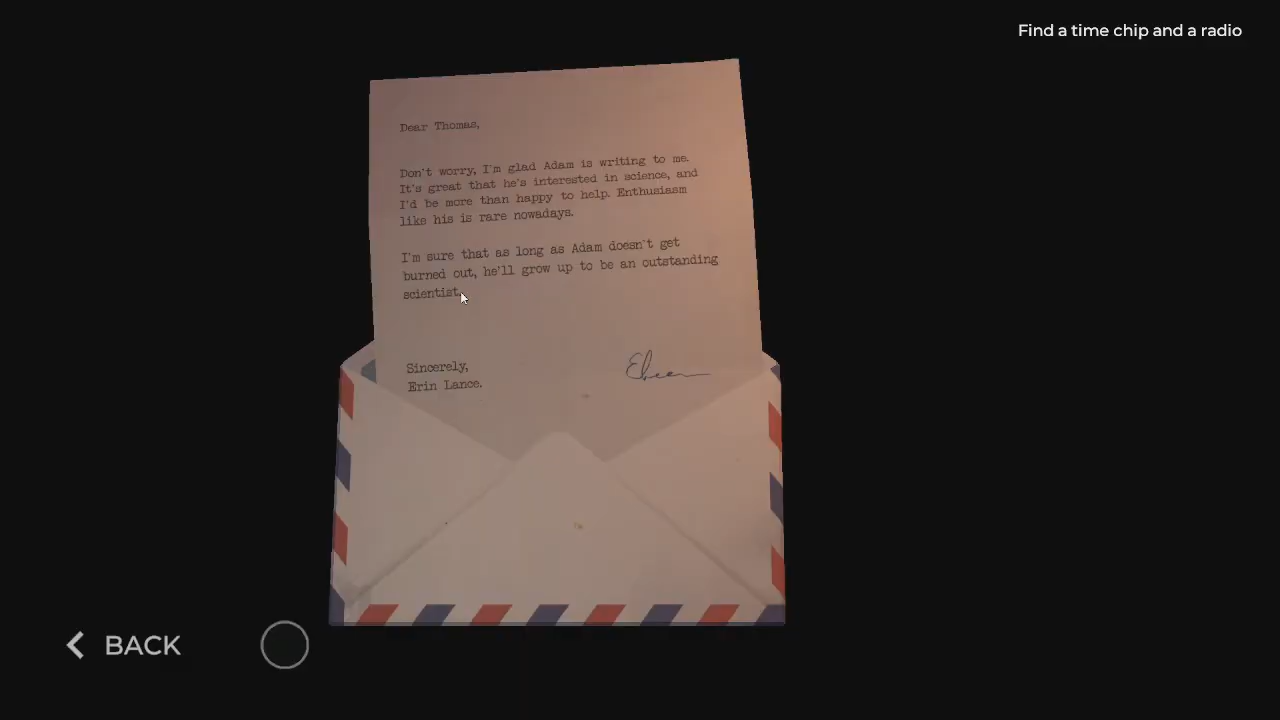 Find a time chip and a radio
Dear Thomas,
Don't worry, I'm glad Adam is writing to me.
It's great that he's interested in science, and
I'd be more than happy to help. Enthusiasm
like his is rare nowadays.
I'm sure that as long as Adam doesn't get
burned out, he'll grow up to be an outstanding
scientist.
Sincerely,
Erin Lance.
BACK